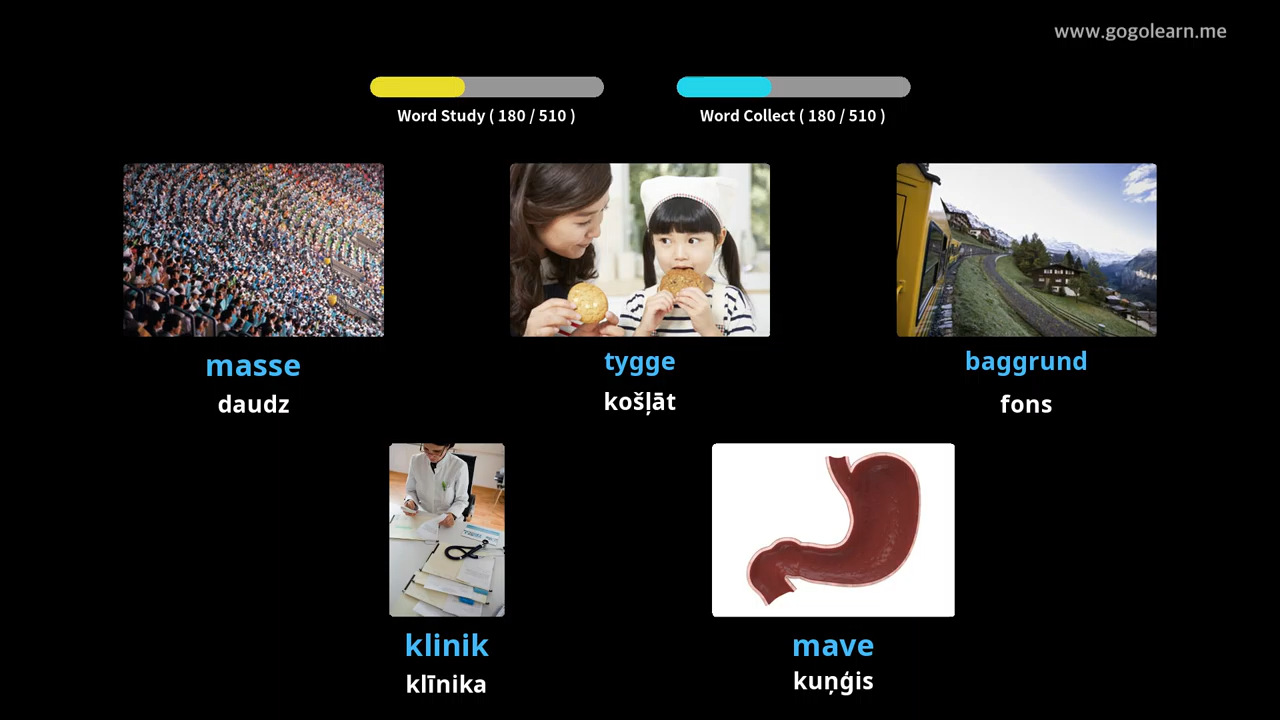 www.gogolearn.me
Word Study ( 180 / 510 )
Word Collect ( 180 / 510 )
masse
daudz
tygge
košļāt
baggrund
fons
klinik
klīnika
mave
kuņģis